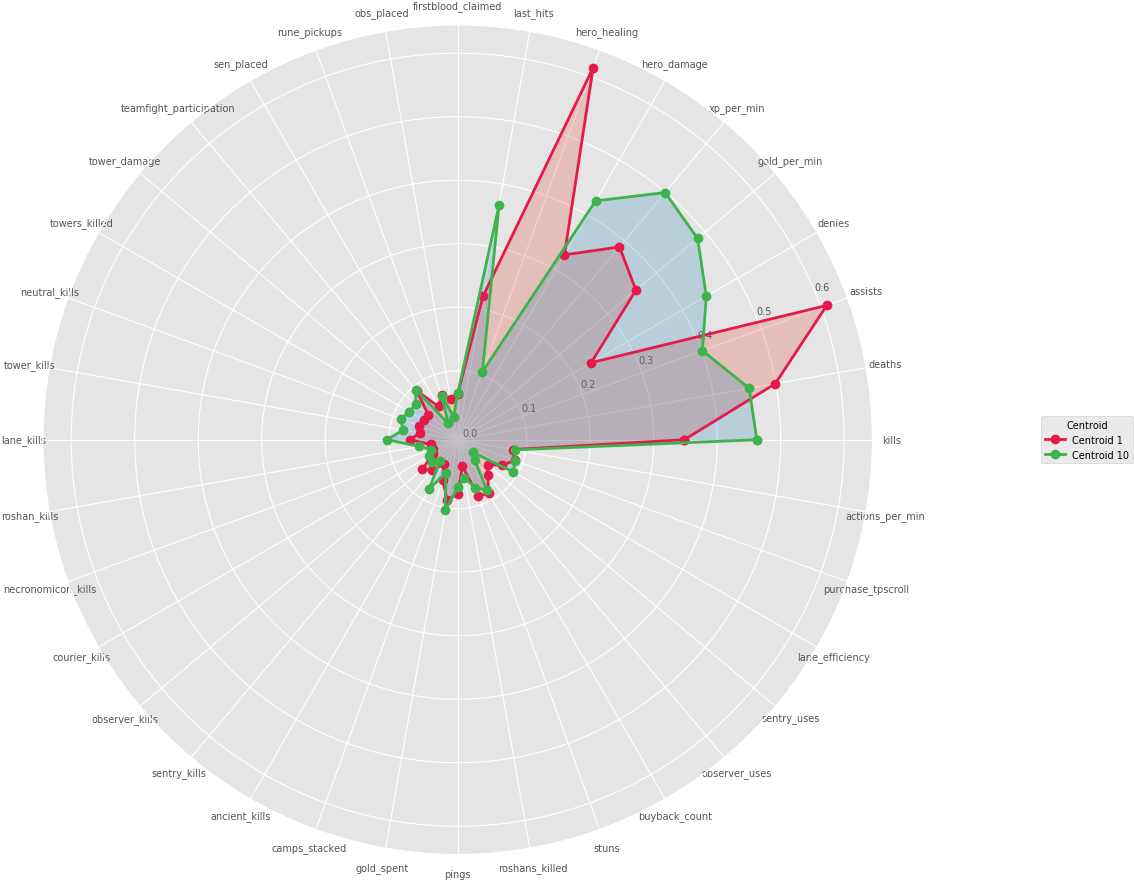 firstblood_claimed
obs_placed
last_hits
rune_pickups
hero_healing
sen_placed
hero_damage
teamfight_participation
xp_per_min
tower_damage
gold_per_min
towers_killed
denies
neutral_kills
0.6
assists
0.5
0.4
tower_kills
0.3
deaths
0.2
0.1
Centroid
lane_kills
0.0
kills
Centroid 1
Centroid 10
roshan_kills
actions_per_min
necronomicon_kills
purchase_tpscroll
courier_kills
lane_efficiency
observer_kills
sentry_uses
sentry_kills
observer_uses
ancient_kills
buyback_count
camps_stacked
stuns
gold_spent
roshans_killed
pings